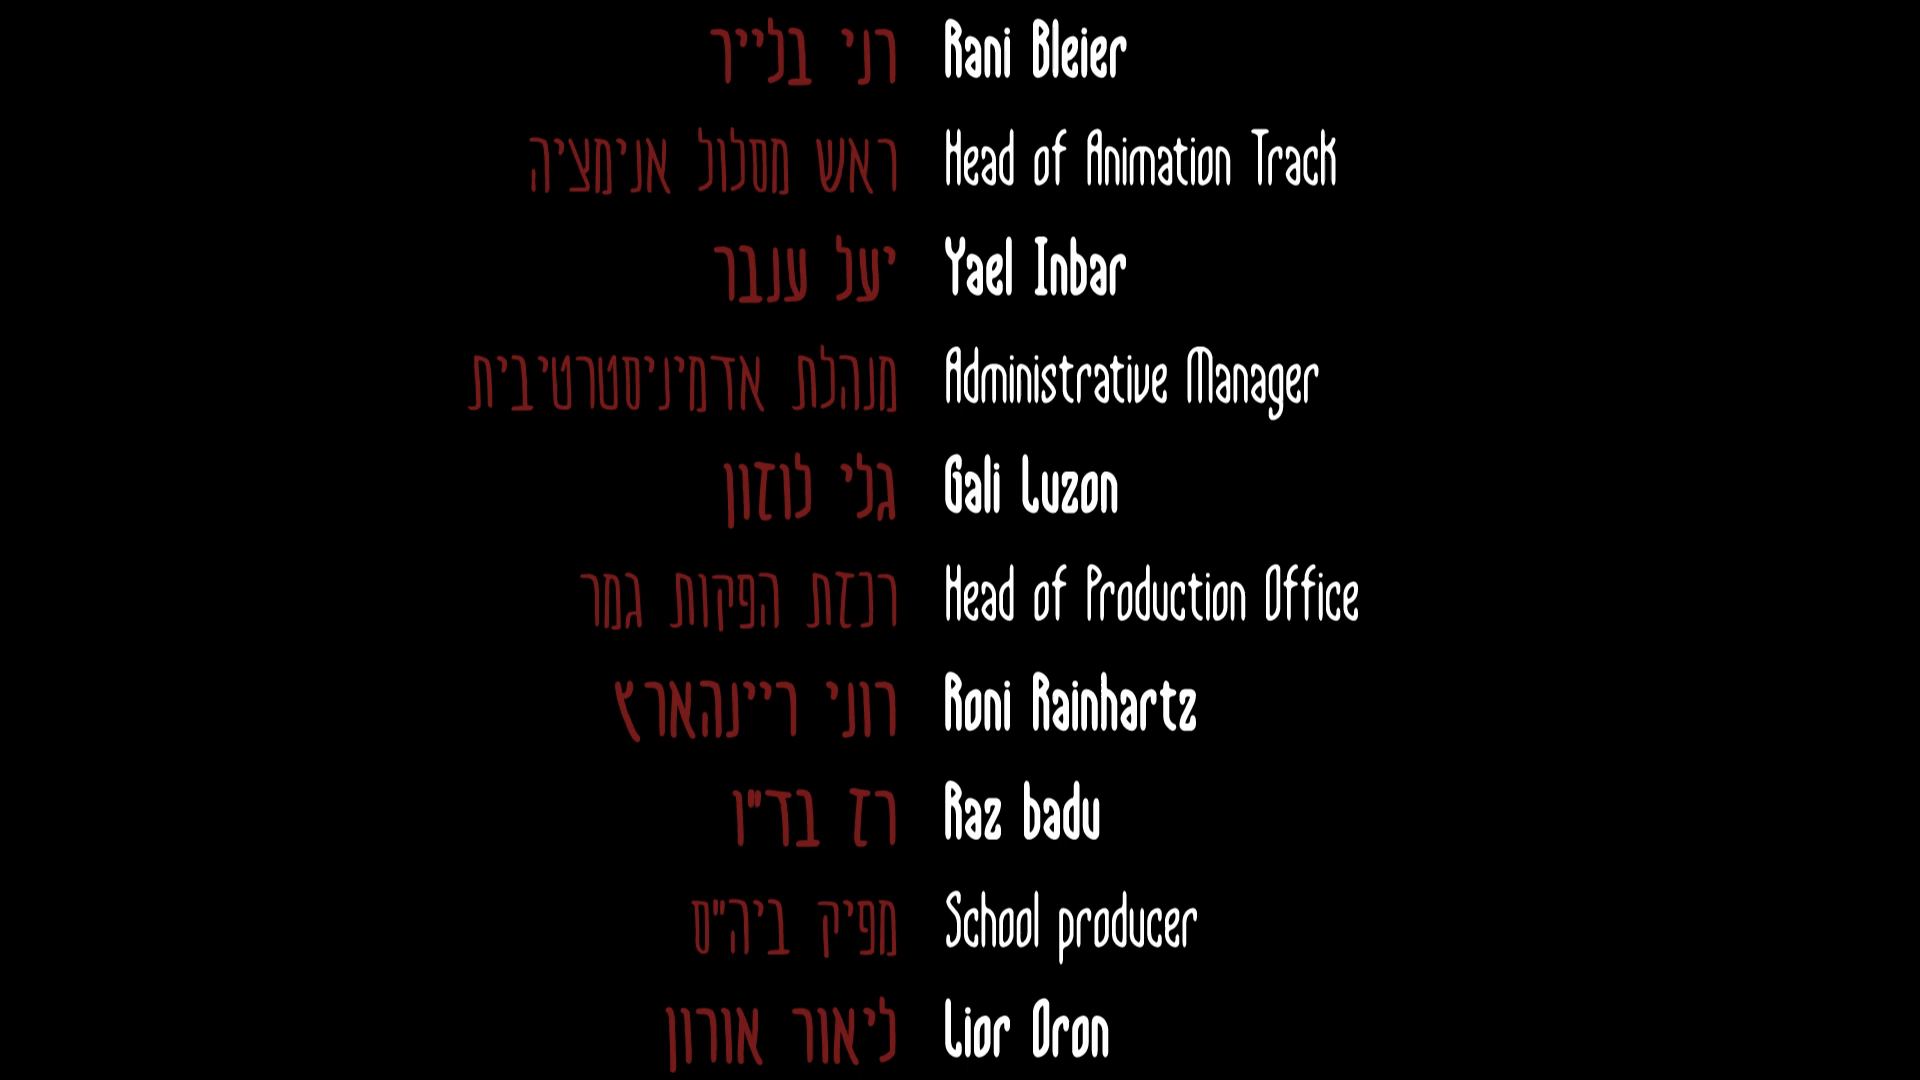 רני בלייר Rani Bleier
ראש מסלול אנימציה Head of Animation Track
יעל ענבר Yael Inbar
מנהלת אדמיניסטרטיבית Administrative Manager
גלי לוזון Gali Luzon
רכזת הפקות גמר Head of Production Office
רוני ריינהארץ Roni Rainhartz
רז בד"ו Raz badu
מפיק ביה"ס School producer
ליאור אורון Lior Oron